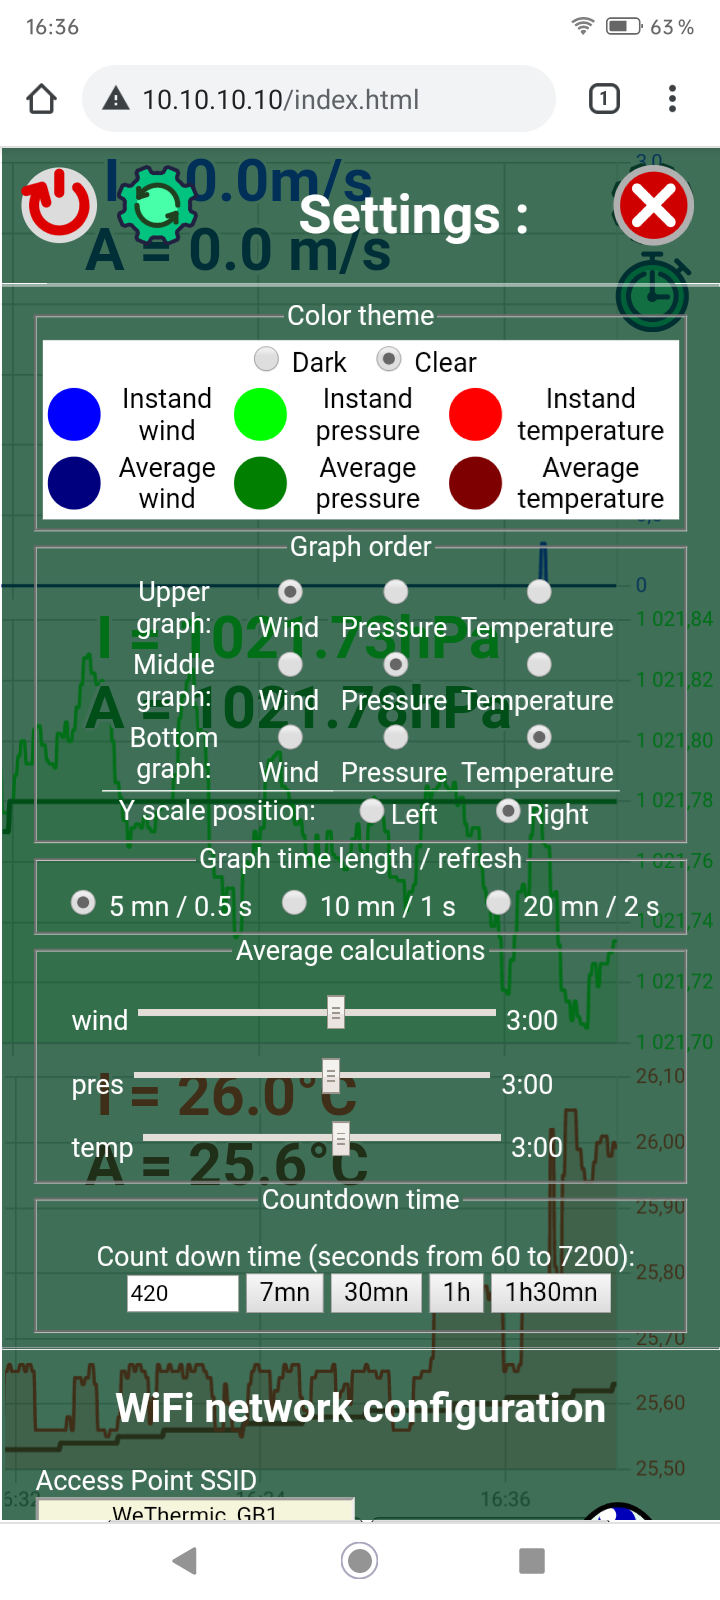 16:36
63 %
10.10.10.10/index.html
1
I = 0.0m/s
3,0
Settings :
A = 0.0 m/s
Color theme
Dark Clear
Instand wind
Instand pressure
Instand temperature
Average wind
Average pressure
Average temperature
Graph order
Upper graph:
Wind Pressure Temperature
0
I = 1021.73hPa
1 021,84
Middle graph:
Wind Pressure Temperature
1 021,82
A = 1021.78hPa
Bottom graph:
Wind Pressure Temperature
1 021,80
Y scale position: Left Right
1 021,78
Graph time length / refresh
1 021,76
5 mn / 0.5 s 10 mn / 1 s 20 mn / 2 s
1 021,74
Average calculations
1 021,72
wind 3:00
1 021,70
pres 3:00
26,10
I = 26.0°C
temp 3:00
26,00
A = 25.6°C
Countdown time
25,90
Count down time (seconds from 60 to 7200):
25,80
420 7mn 30mn 1h 1h30mn
25,70
WiFi network configuration
25,60
Access Point SSID
25,50
6:32
16:34
16:36
WeThermic_GB1